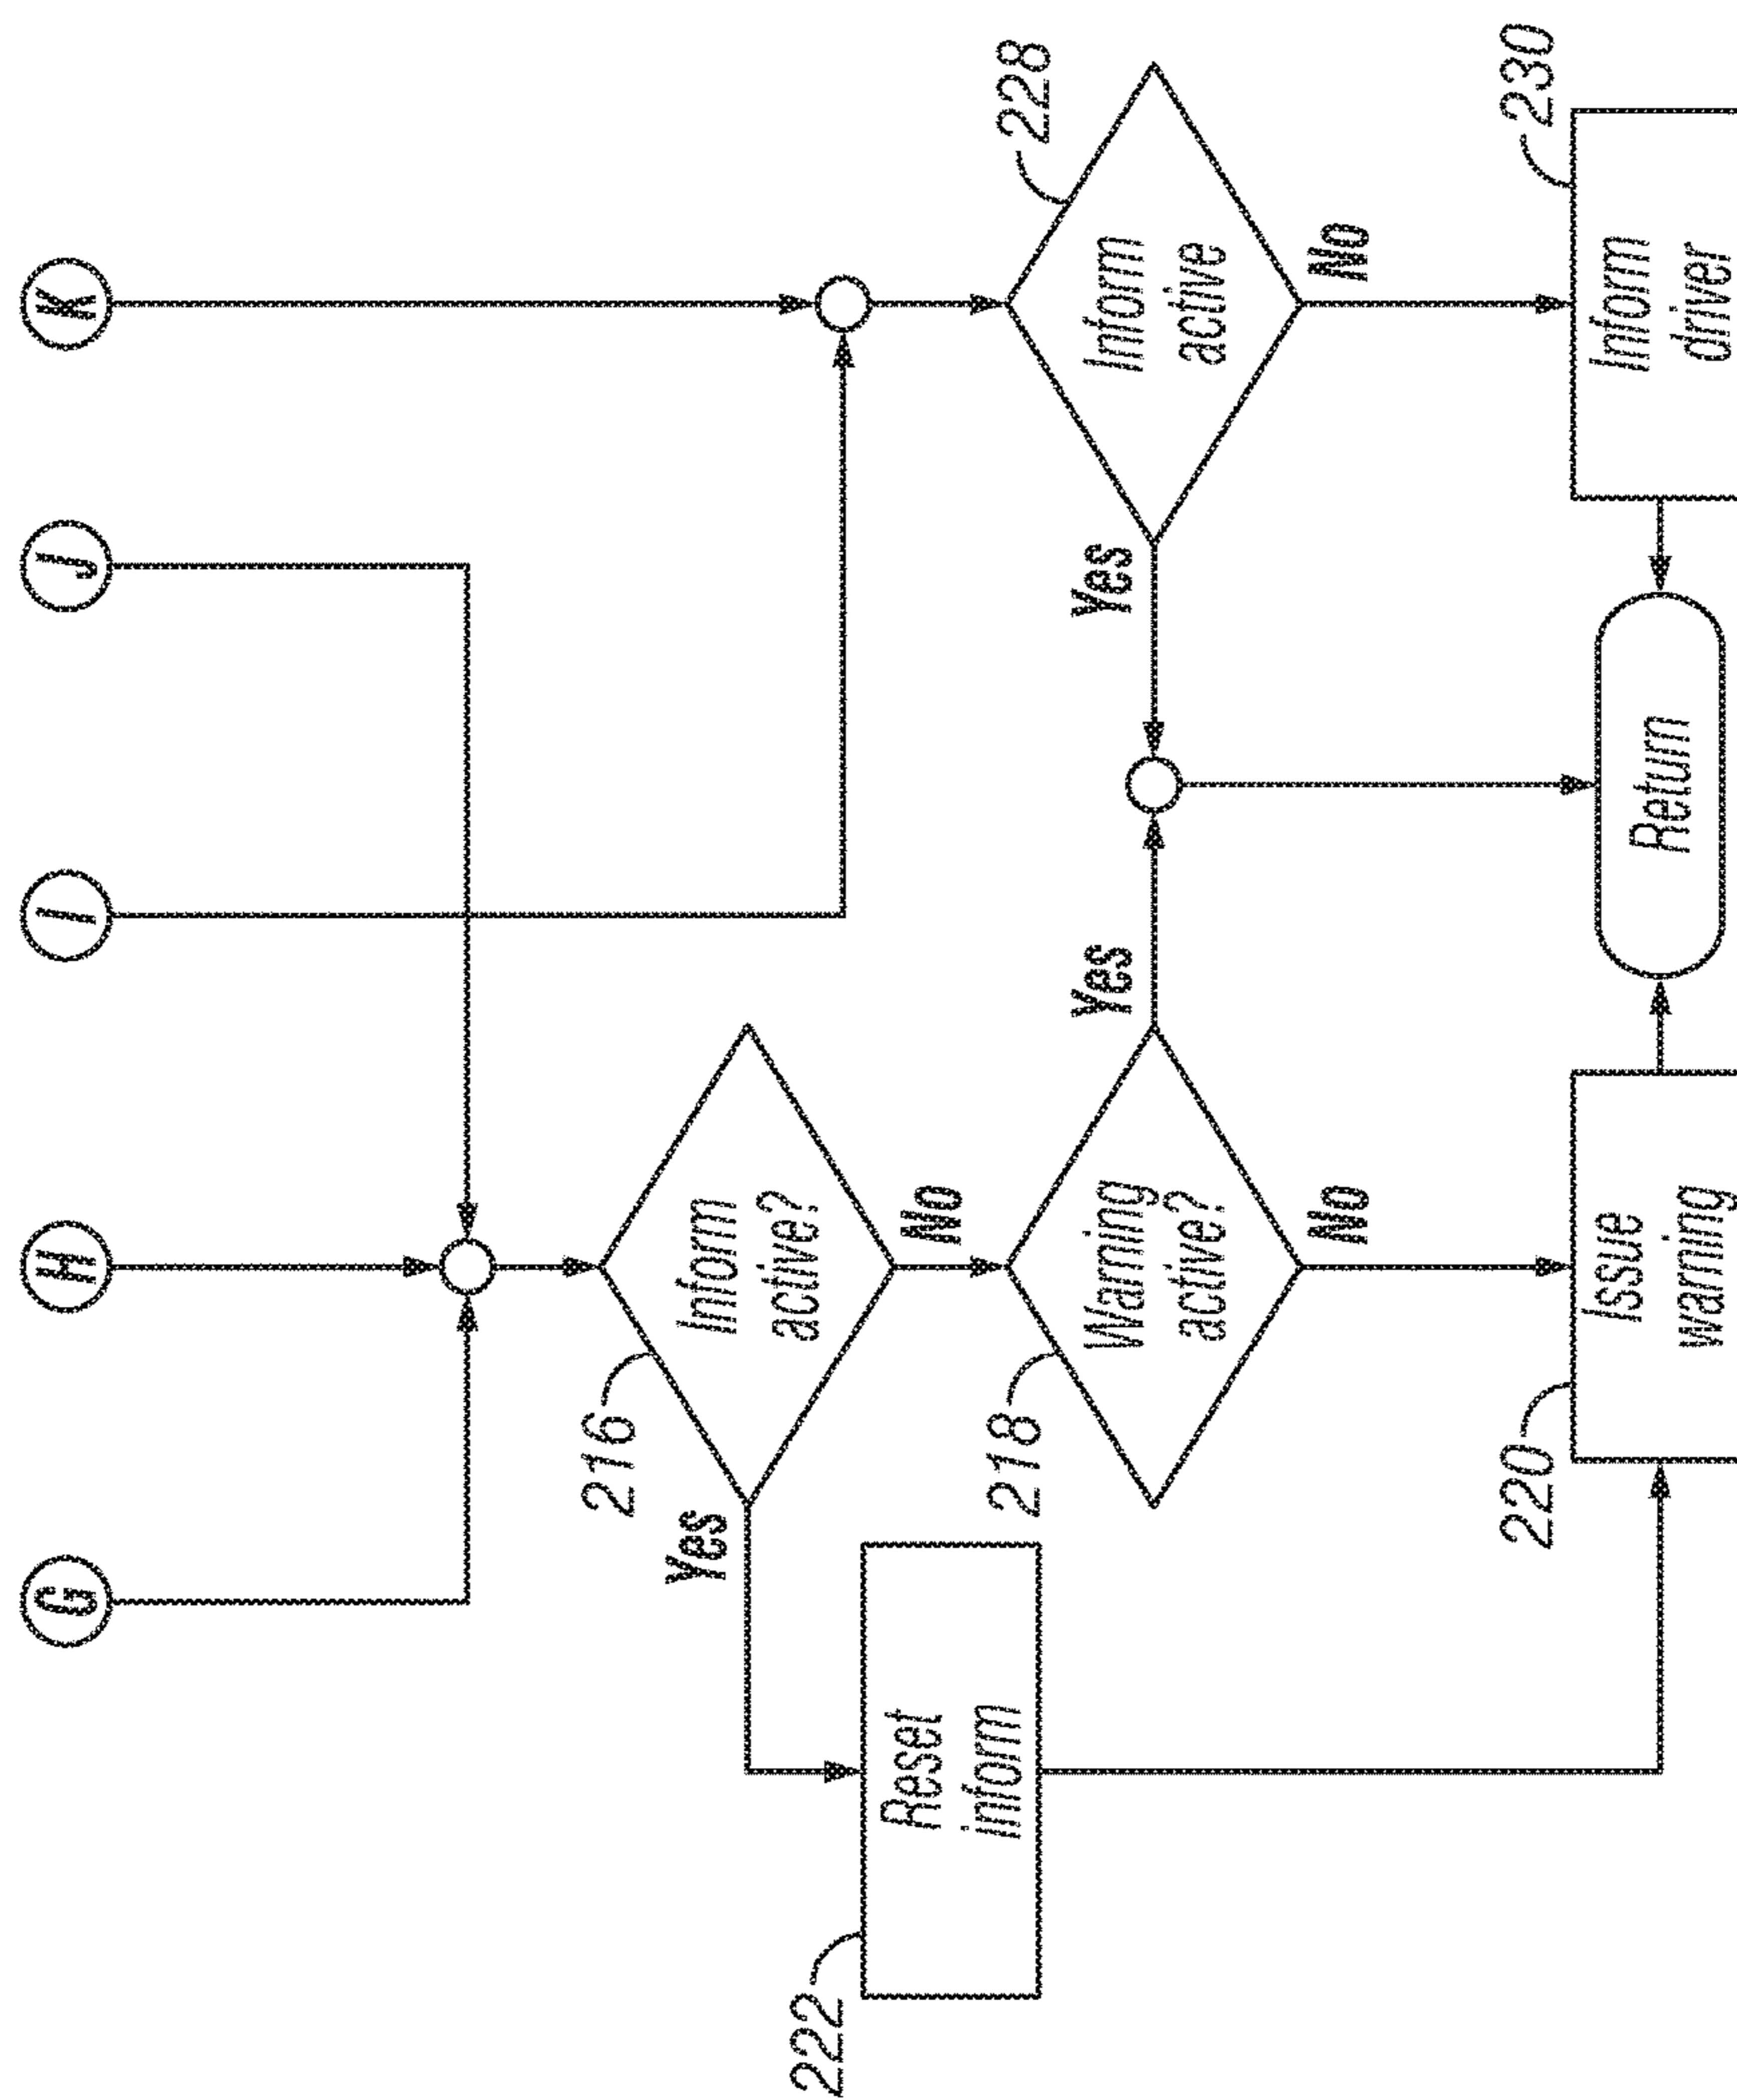 G
H
I
J
K
216
Inform
active?
Yes
No
222
Reset
inform
218
Warning
active?
Yes
No
228
Inform
active
Yes
No
220
Issue
warning
Return
230
Inform
driver